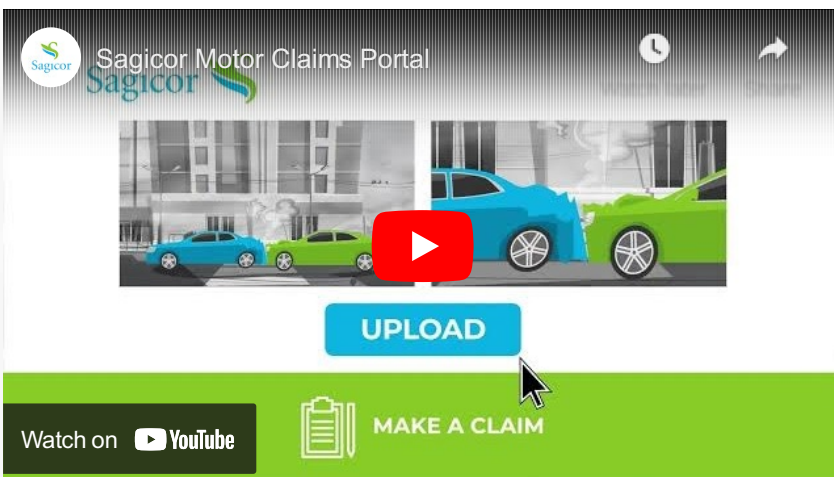 Sagicor
Sagicor Motor Claims Portal
Sagicor
UPLOAD
MAKE A CLAIM
Watch on YouTube